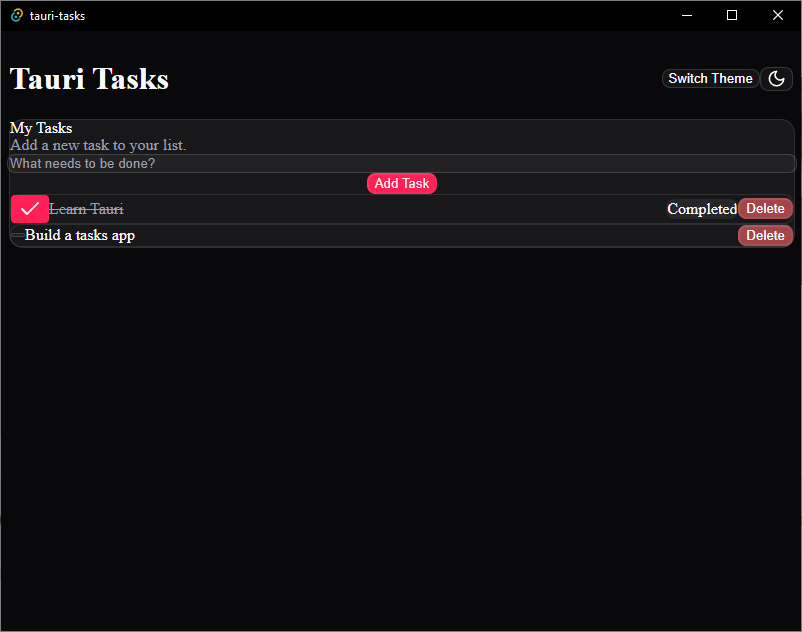 tauri-tasks
Tauri Tasks
Switch Theme
My Tasks
Add a new task to your list.
What needs to be done?
Add Task
Learn Tauri Completed Delete
Build a tasks app Delete